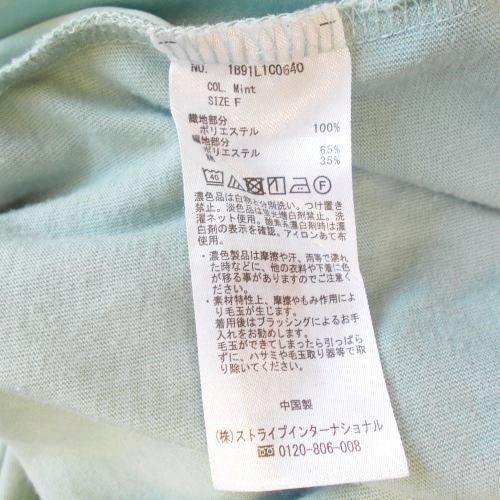 NO. 1B91L1C0640
COL. Mint
SIZE F
織地部分
ポリエステル 100%
編地部分
ポリエステル 65%
綿 35%
40
F
濃色品は白物と分別洗い。つけ置き
禁止。淡色品は蛍光増白剤禁止。洗
濯ネット使用。酸素系漂白剤時は漂
白剤の表示を確認。アイロンあて布
使用。
・濃色製品は摩擦や汗、雨等で濡れ
た時などに、他の衣料や下着に色
が移る事がありますのでご注意く
ださい。
・素材特性上、摩擦やもみ作用によ
り毛玉が生じます。
着用後はブラッシングによるお手
入れをお勧めします。
毛玉ができてしまったら引っぱら
ずに、ハサミや毛玉取り器等で取
り除いてください。
中国製
(株)ストライプインターナショナル
0120-806-008